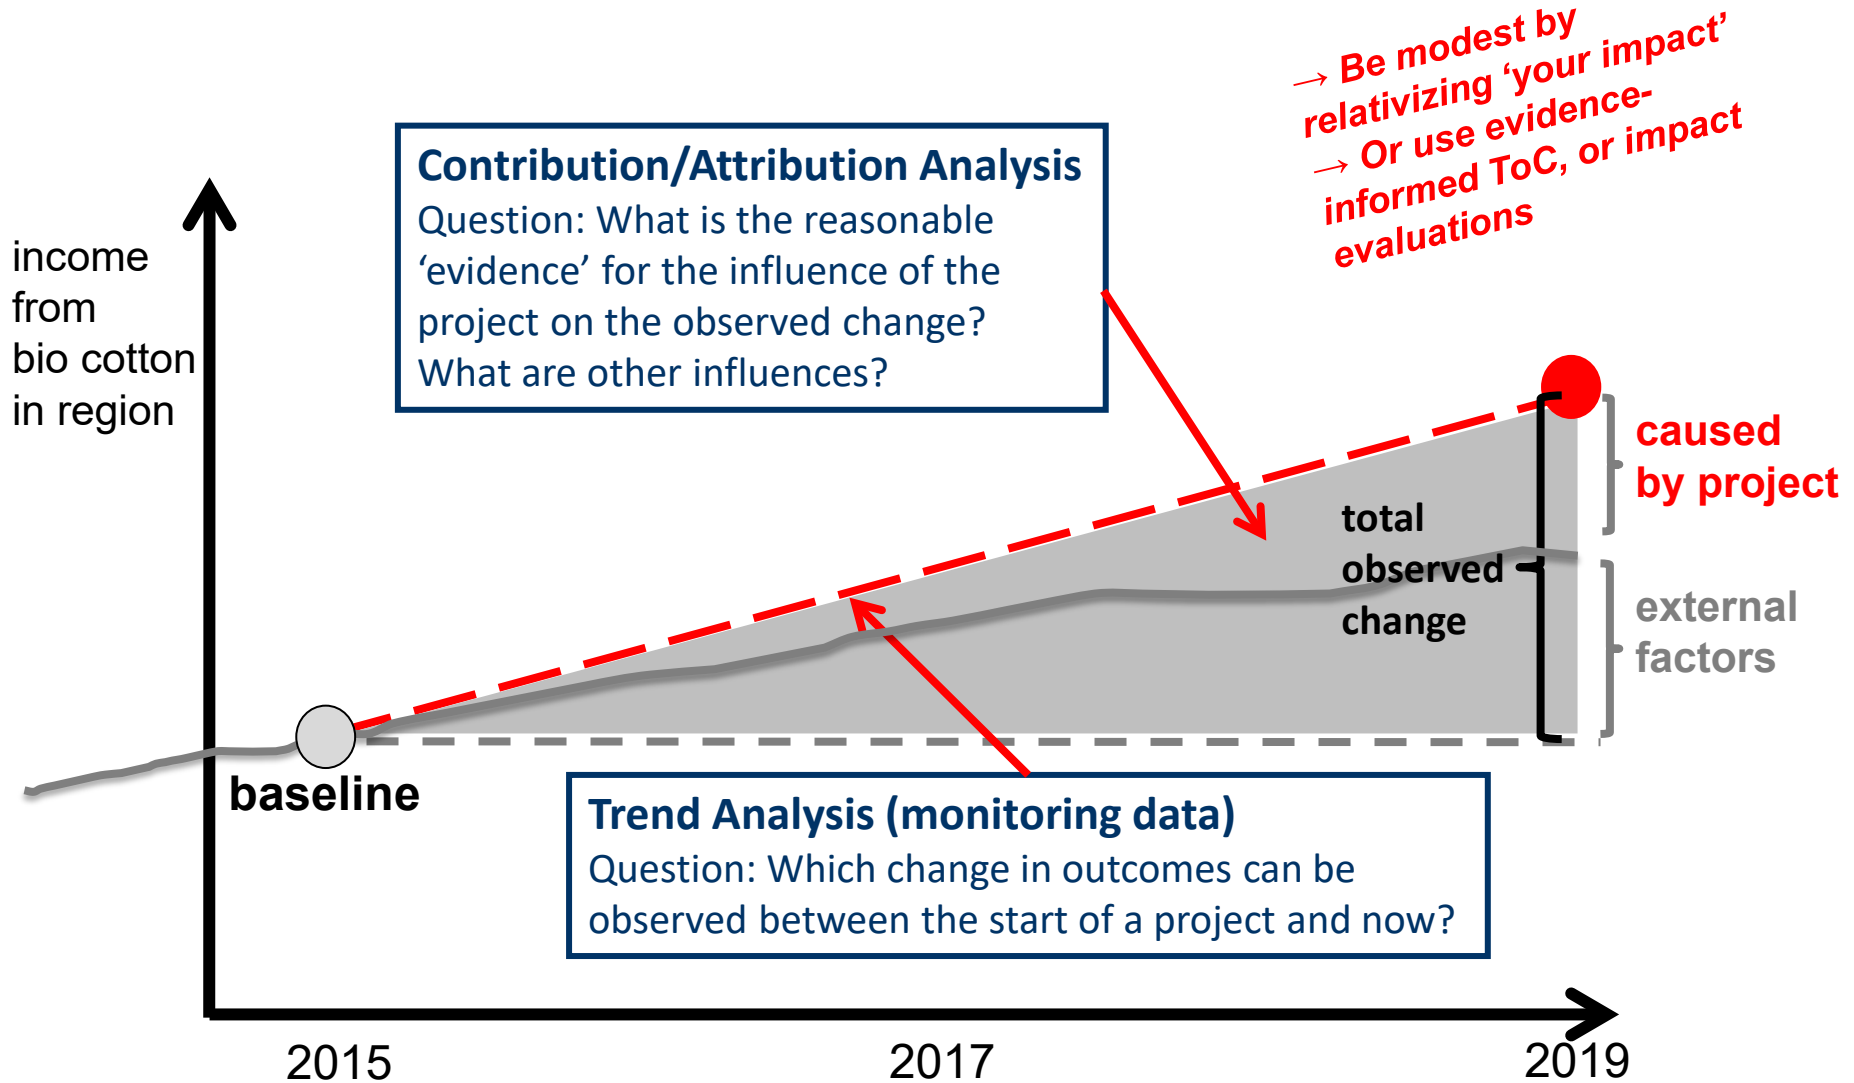 → Be modest by
relativizing ‘your impact’
→ Or use evidence-
informed ToC, or impact
evaluations
Contribution/Attribution Analysis
Question: What is the reasonable
‘evidence’ for the influence of the
project on the observed change?
What are other influences?
income
from
bio cotton
in region
caused
by project
total
observed
change
external
factors
baseline
Trend Analysis (monitoring data)
Question: Which change in outcomes can be
observed between the start of a project and now?
2015
2017
2019